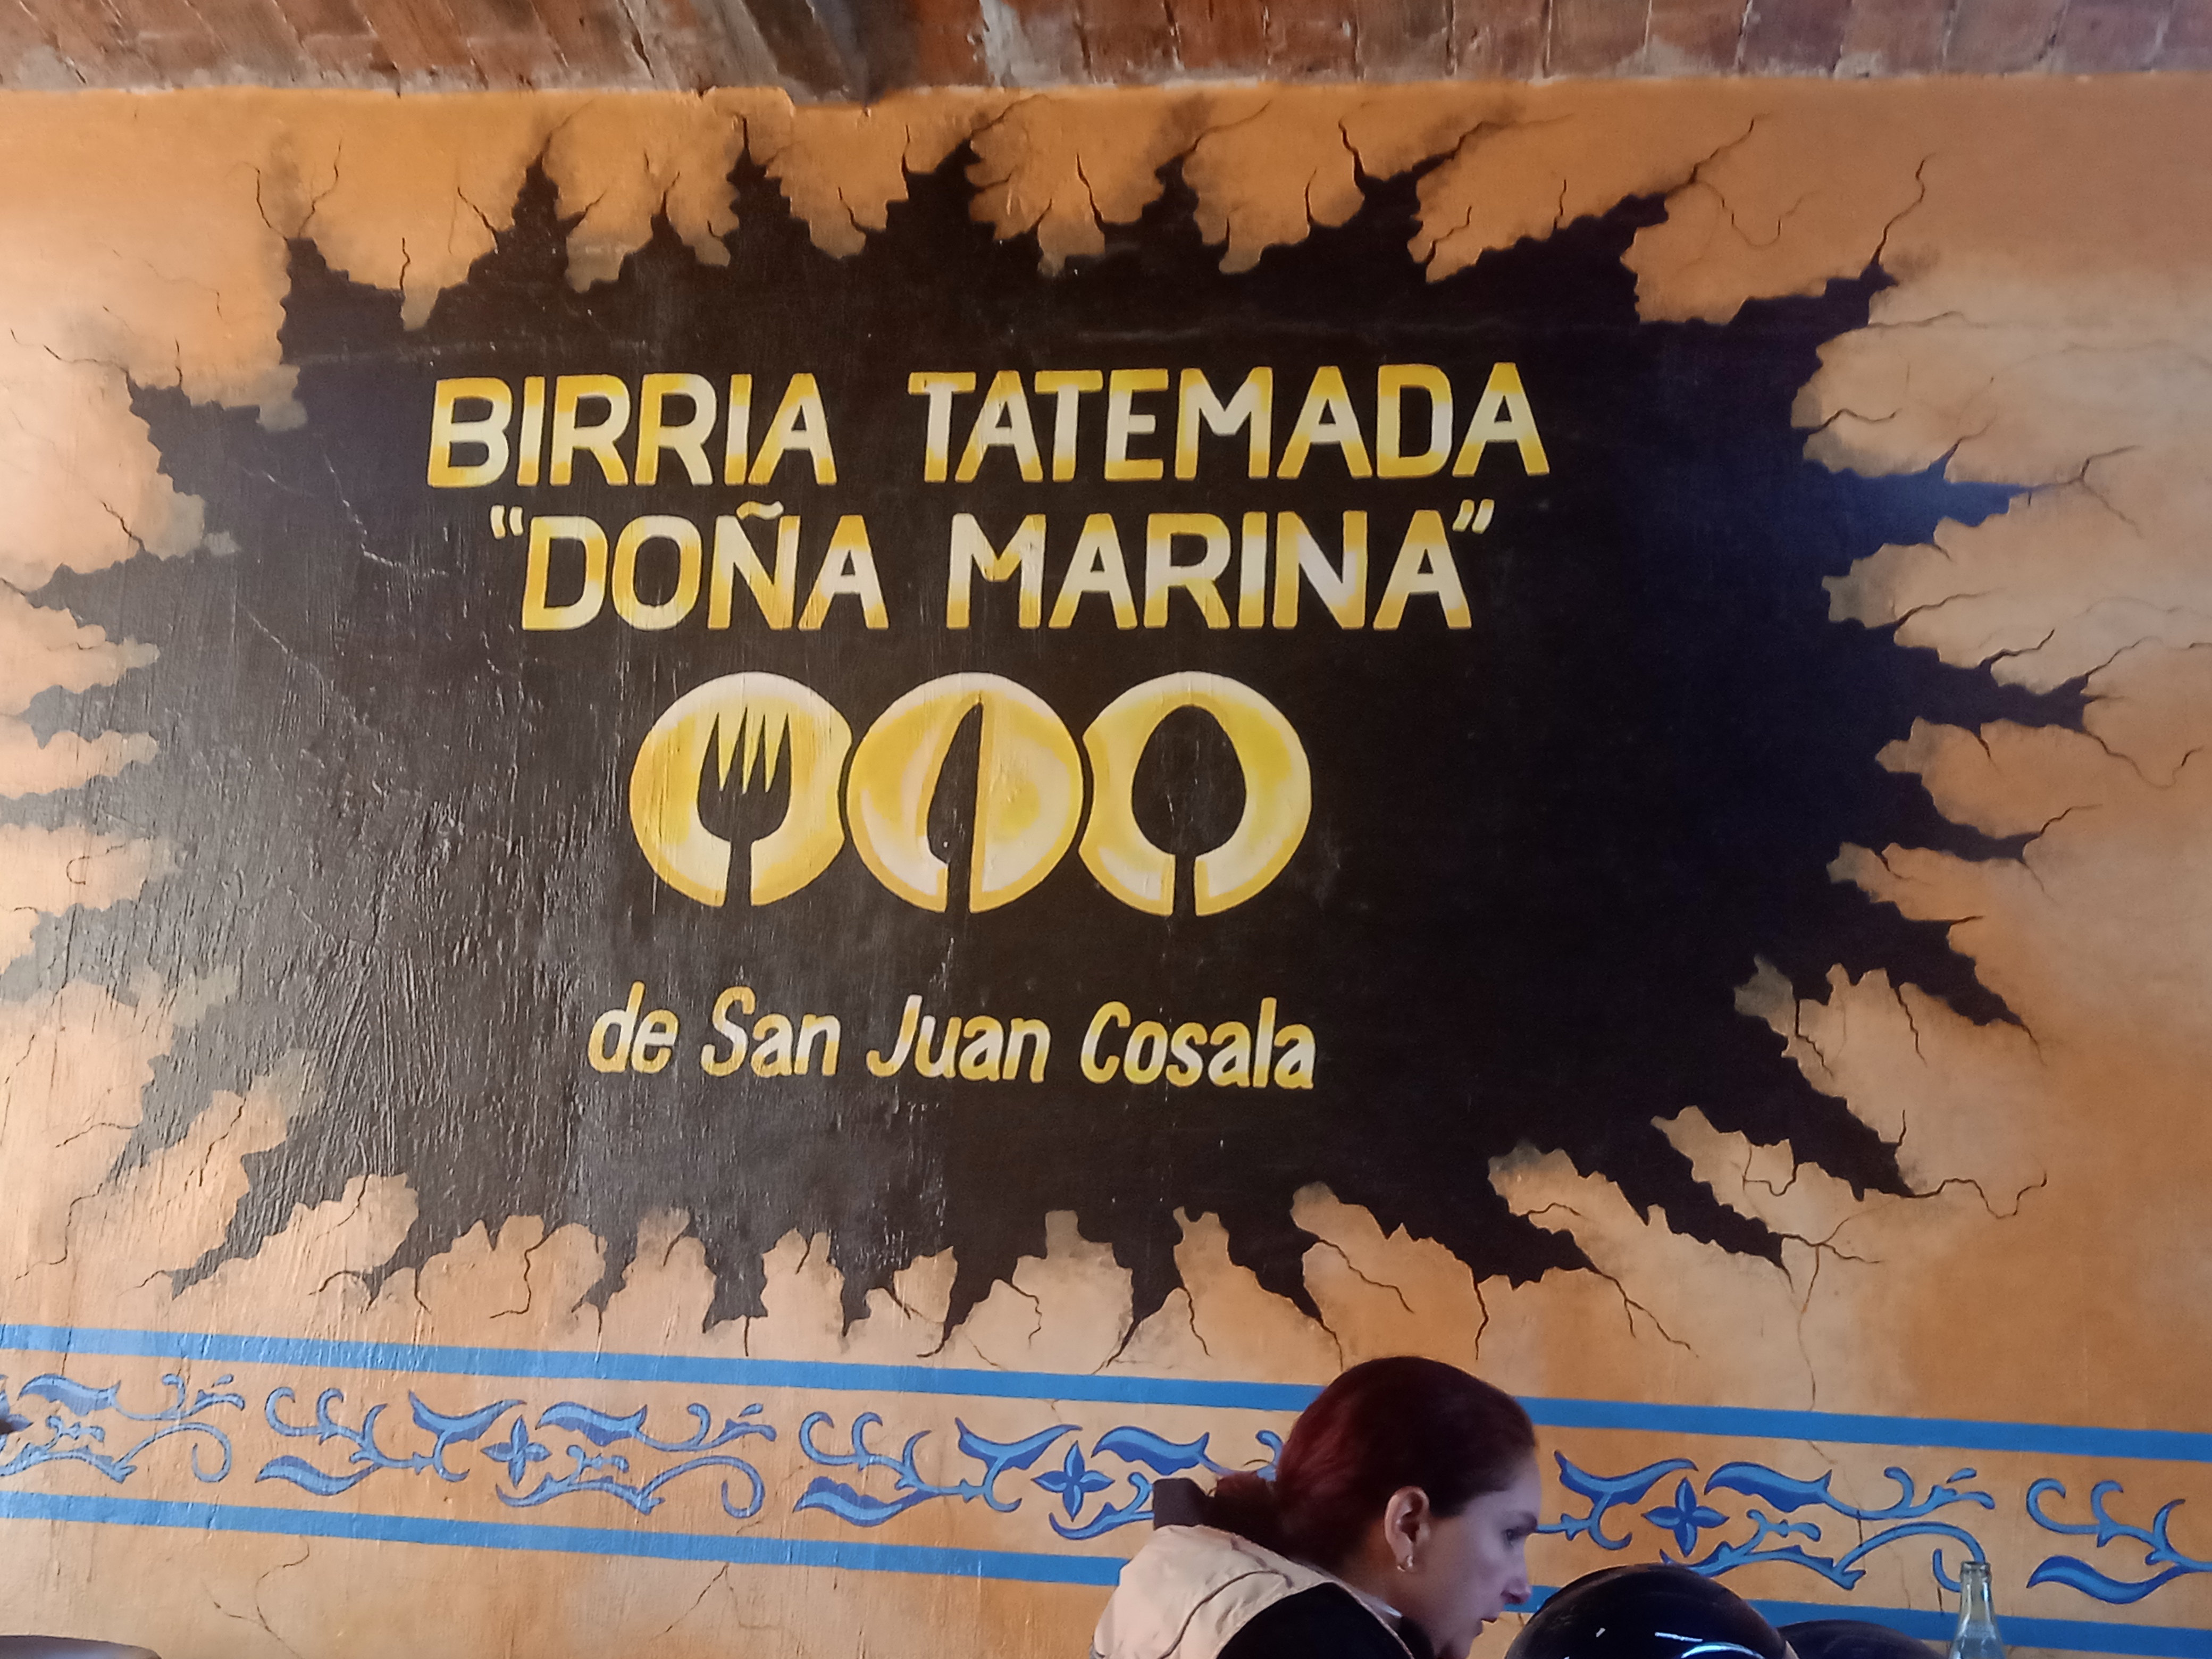 BIRRIA TATEMADA
"DOÑA MARINA"
de San Juan Cosala